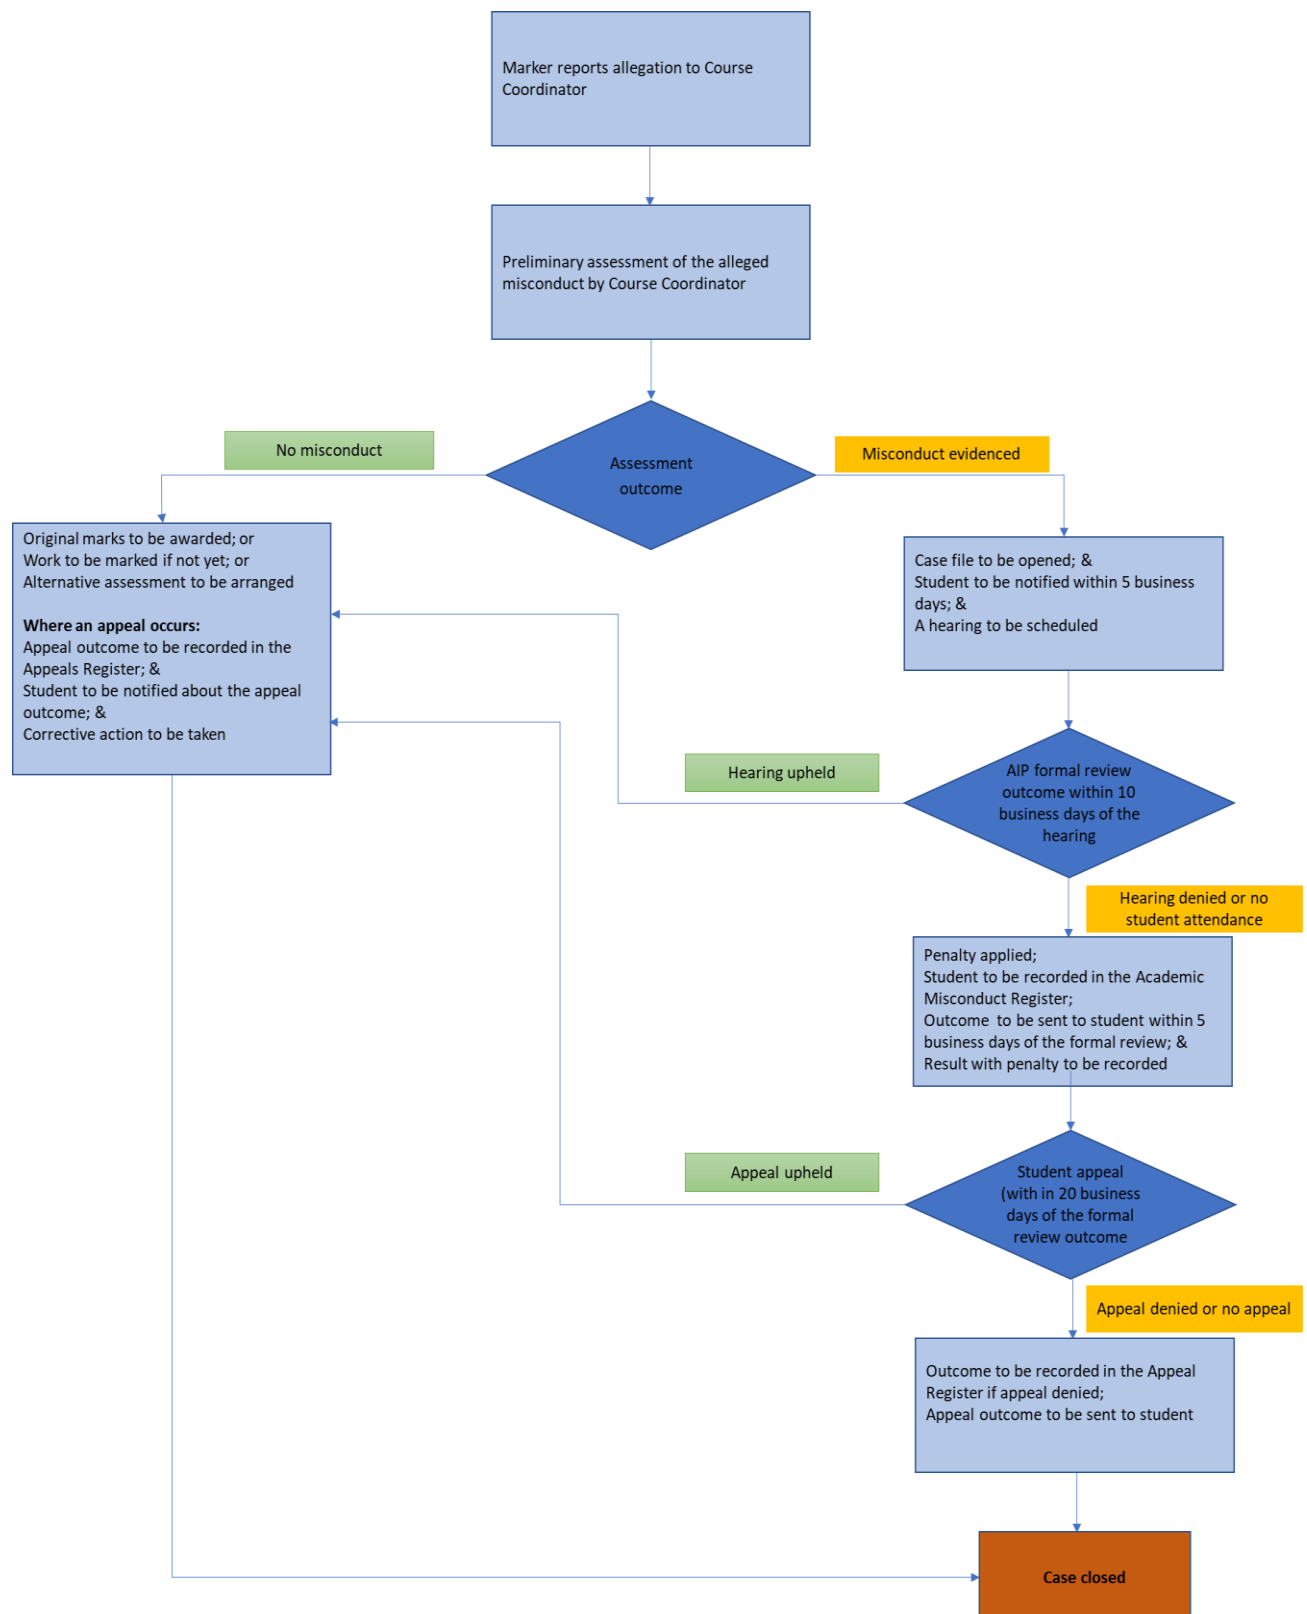 Marker reports allegation to Course
Coordinator
Preliminary assessment of the alleged
misconduct by Course Coordinator
Assessment
outcome
No misconduct
Misconduct evidenced
Original marks to be awarded; or
Work to be marked if not yet; or
Alternative assessment to be arranged
Where an appeal occurs:
Appeal outcome to be recorded in the
Appeals Register; &
Student to be notified about the appeal
outcome; &
Corrective action to be taken
Case file to be opened; &
Student to be notified within 5 business
days; &
A hearing to be scheduled
Hearing upheld
AIP formal review
outcome within 10
business days of the
hearing
Hearing denied or no
student attendance
Penalty applied;
Student to be recorded in the Academic
Misconduct Register;
Outcome  to be sent to student within 5
business days of the formal review; &
Result with penalty to be recorded
Appeal upheld
Student appeal
(with in 20 business
days of the formal
review outcome
Appeal denied or no appeal
Outcome to be recorded in the Appeal
Register if appeal denied;
Appeal outcome to be sent to student
Case closed